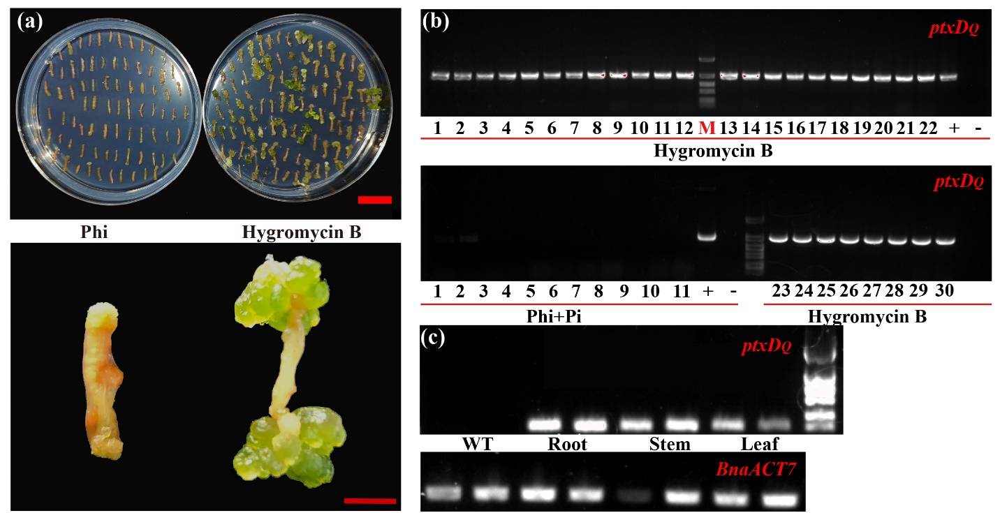 (a)
Phi Hygromycin B
(b)
ptxDQ
1 2 3 4 5 6 7 8 9 10 11 12 M 13 14 15 16 17 18 19 20 21 22 + -
Hygromycin B
ptxDQ
1 2 3 4 5 6 7 8 9 10 11 + - 23 24 25 26 27 28 29 30
Phi+Pi Hygromycin B
(c)
ptxDQ
WT Root Stem Leaf
BnaACT7